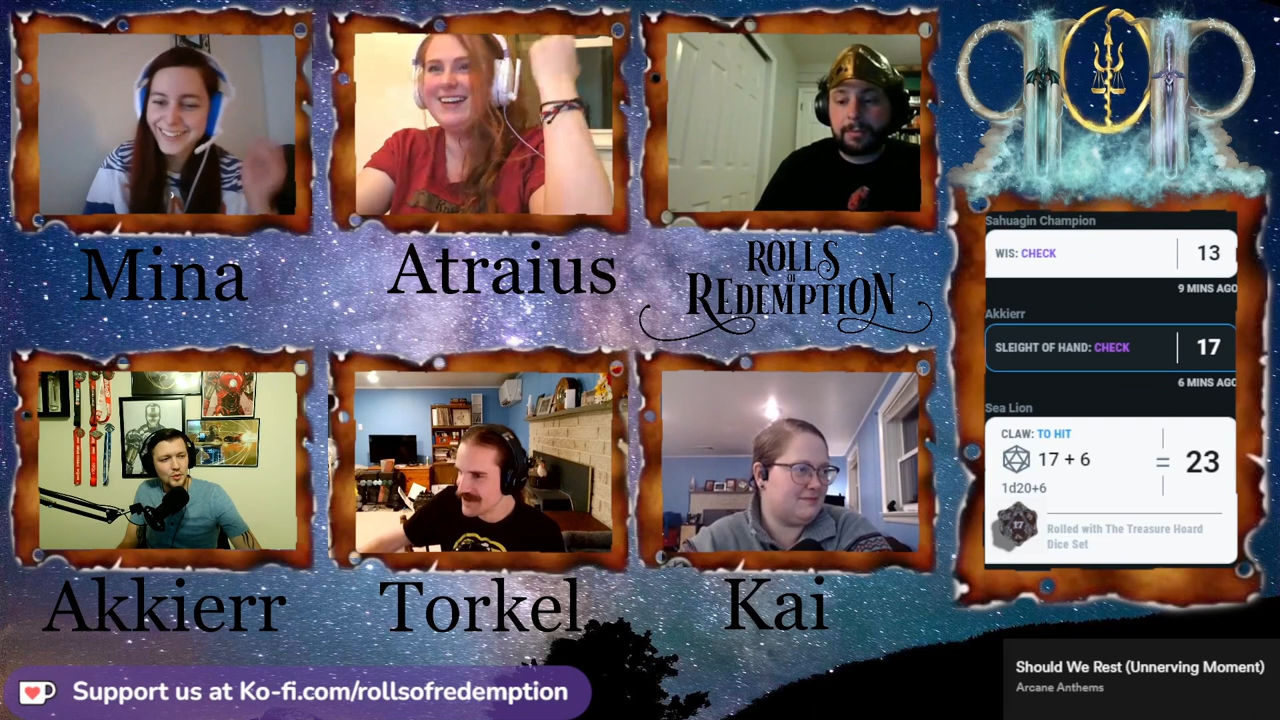 Mina
Atraius
ROLLS
OF
REDEMPTION
Akkierr
Torkel
Kai
Sahuagin Champion
WIS: CHECK
13
9 MINS AGO
Akkierr
SLEIGHT OF HAND: CHECK
17
6 MINS AGO
Sea Lion
CLAW: TO HIT
17 + 6
= 23
1d20+6
17
Rolled with The Treasure Hoard
Dice Set
Support us at Ko-fi.com/rollsofredemption
Should We Rest (Unnerving Moment)
Arcane Anthems